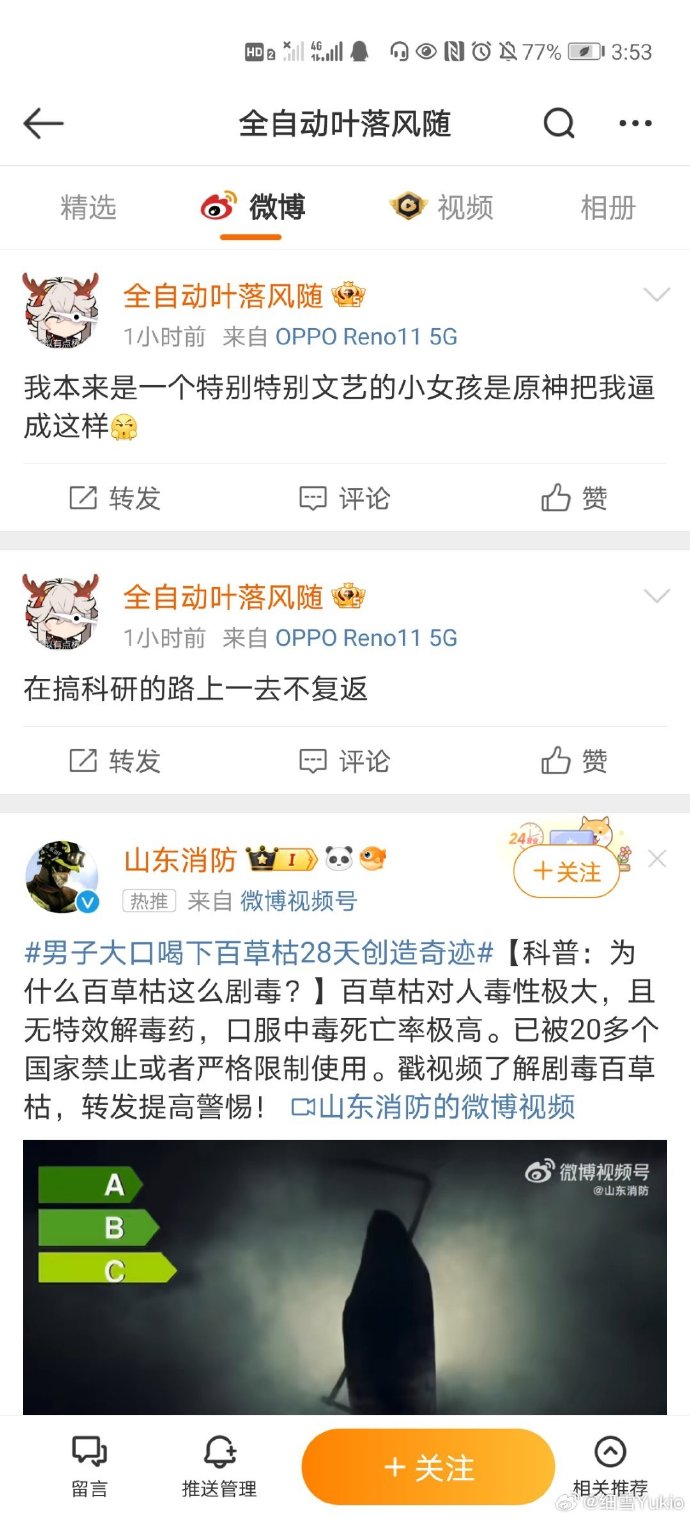 HD 2 4G 77% 3:53
全自动叶落风随
精选 微博 视频 相册
全自动叶落风随
1小时前 来自 OPPO Reno11 5G
我本来是一个特别特别文艺的小女孩是原神把我逼
成这样
转发 评论 赞
全自动叶落风随
1小时前 来自 OPPO Reno11 5G
在搞科研的路上一去不复返
转发 评论 赞
山东消防 I
24
+关注
热推 来自 微博视频号
#男子大口喝下百草枯28天创造奇迹#【科普：为
什么百草枯这么剧毒？】百草枯对人毒性极大，且
无特效解毒药，口服中毒死亡率极高。已被20多个
国家禁止或者严格限制使用。戳视频了解剧毒百草
枯，转发提高警惕！ 山东消防的微博视频
微博视频号
@山东消防
A
B
C
留言 推送管理 +关注 相关推荐
@细雪Yukio